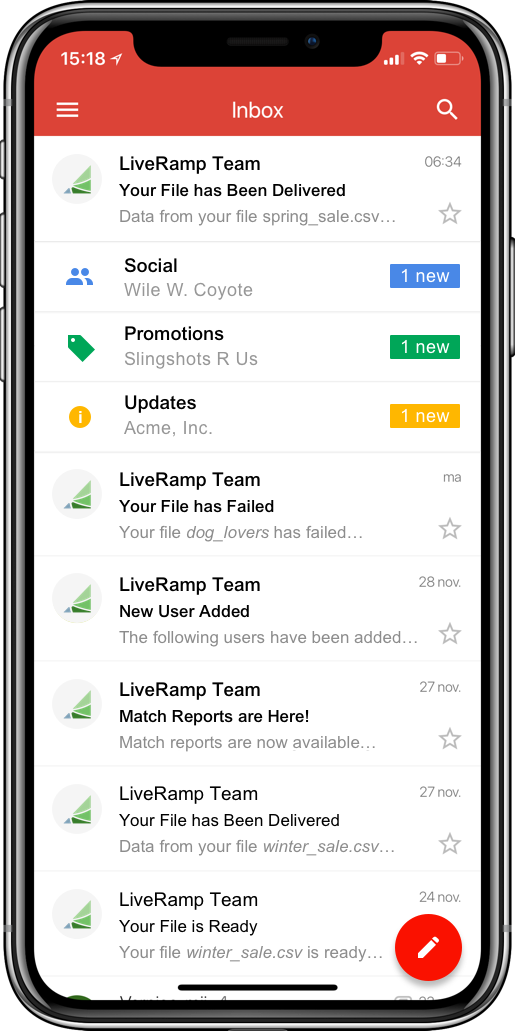 15:18
Inbox
LiveRamp Team 06:34
Your File has Been Delivered
Data from your file spring_sale.csv...
Social
1 new
Wile W. Coyote
Promotions
1 new
Slingshots R Us
Updates
1 new
Acme, Inc.
LiveRamp Team ma
Your File has Failed
Your file dog_lovers has failed...
LiveRamp Team 28 nov.
New User Added
The following users have been added...
LiveRamp Team 27 nov.
Match Reports are Here!
Match reports are now available...
LiveRamp Team 27 nov.
Your File has Been Delivered
Data from your file winter_sale.csv...
LiveRamp Team 24 nov.
Your File is Ready
Your file winter_sale.csv is ready...